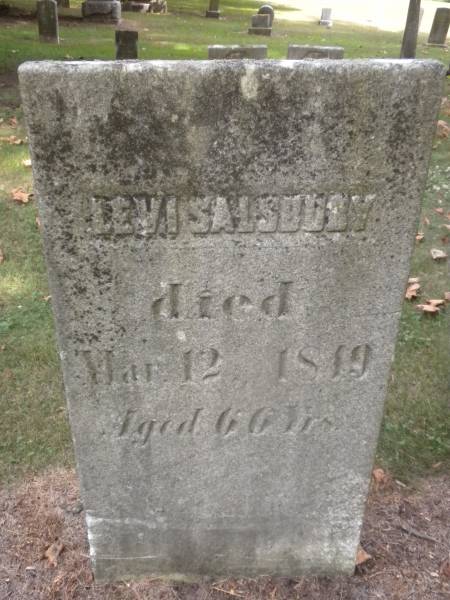 LEVI SALSBURY
died
Mar. 12, 1849
Aged 66 Yrs.